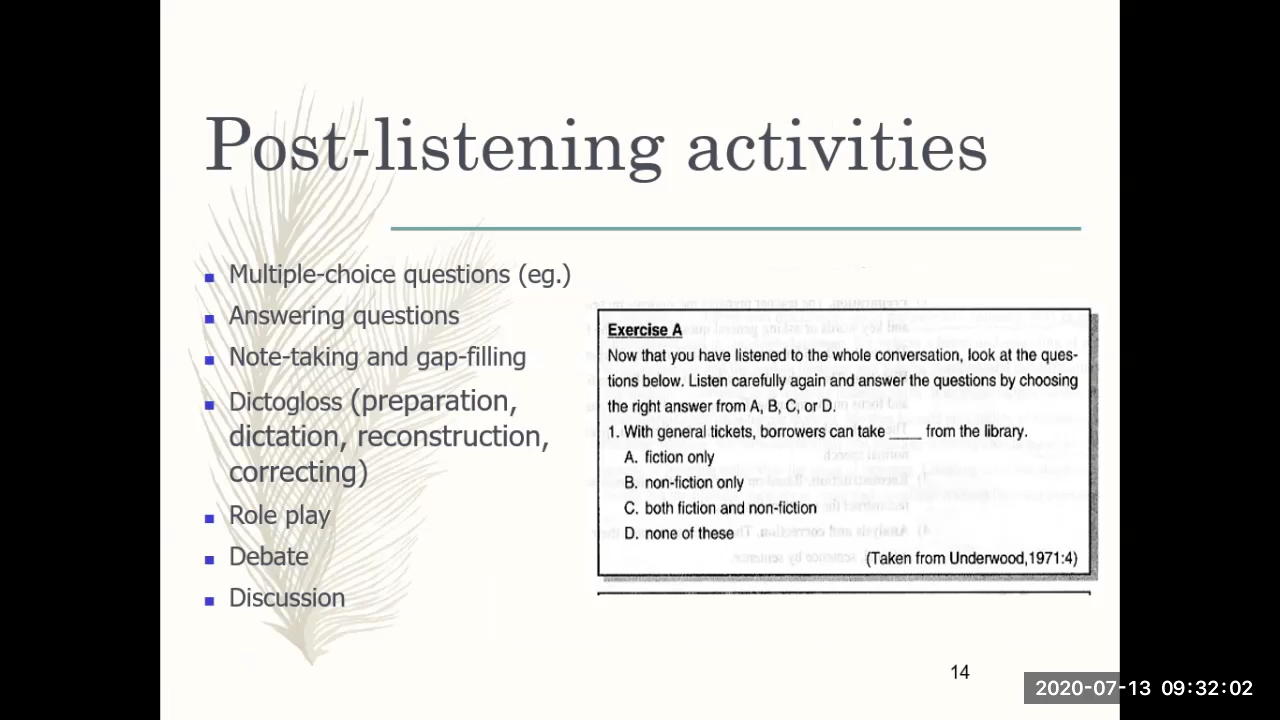 Post-listening activities
Multiple-choice questions (eg.)
Answering questions
Note-taking and gap-filling
Dictogloss (preparation,
dictation, reconstruction,
correcting)
Role play
Debate
Discussion
Exercise A
Now that you have listened to the whole conversation, look at the ques-
tions below. Listen carefully again and answer the questions by choosing
the right answer from A, B, C, or D.
1. With general tickets, borrowers can take ____ from the library.
A. fiction only
B. non-fiction only
C. both fiction and non-fiction
D. none of these
(Taken from Underwood,1971:4)
14
2020-07-13 09:32:02